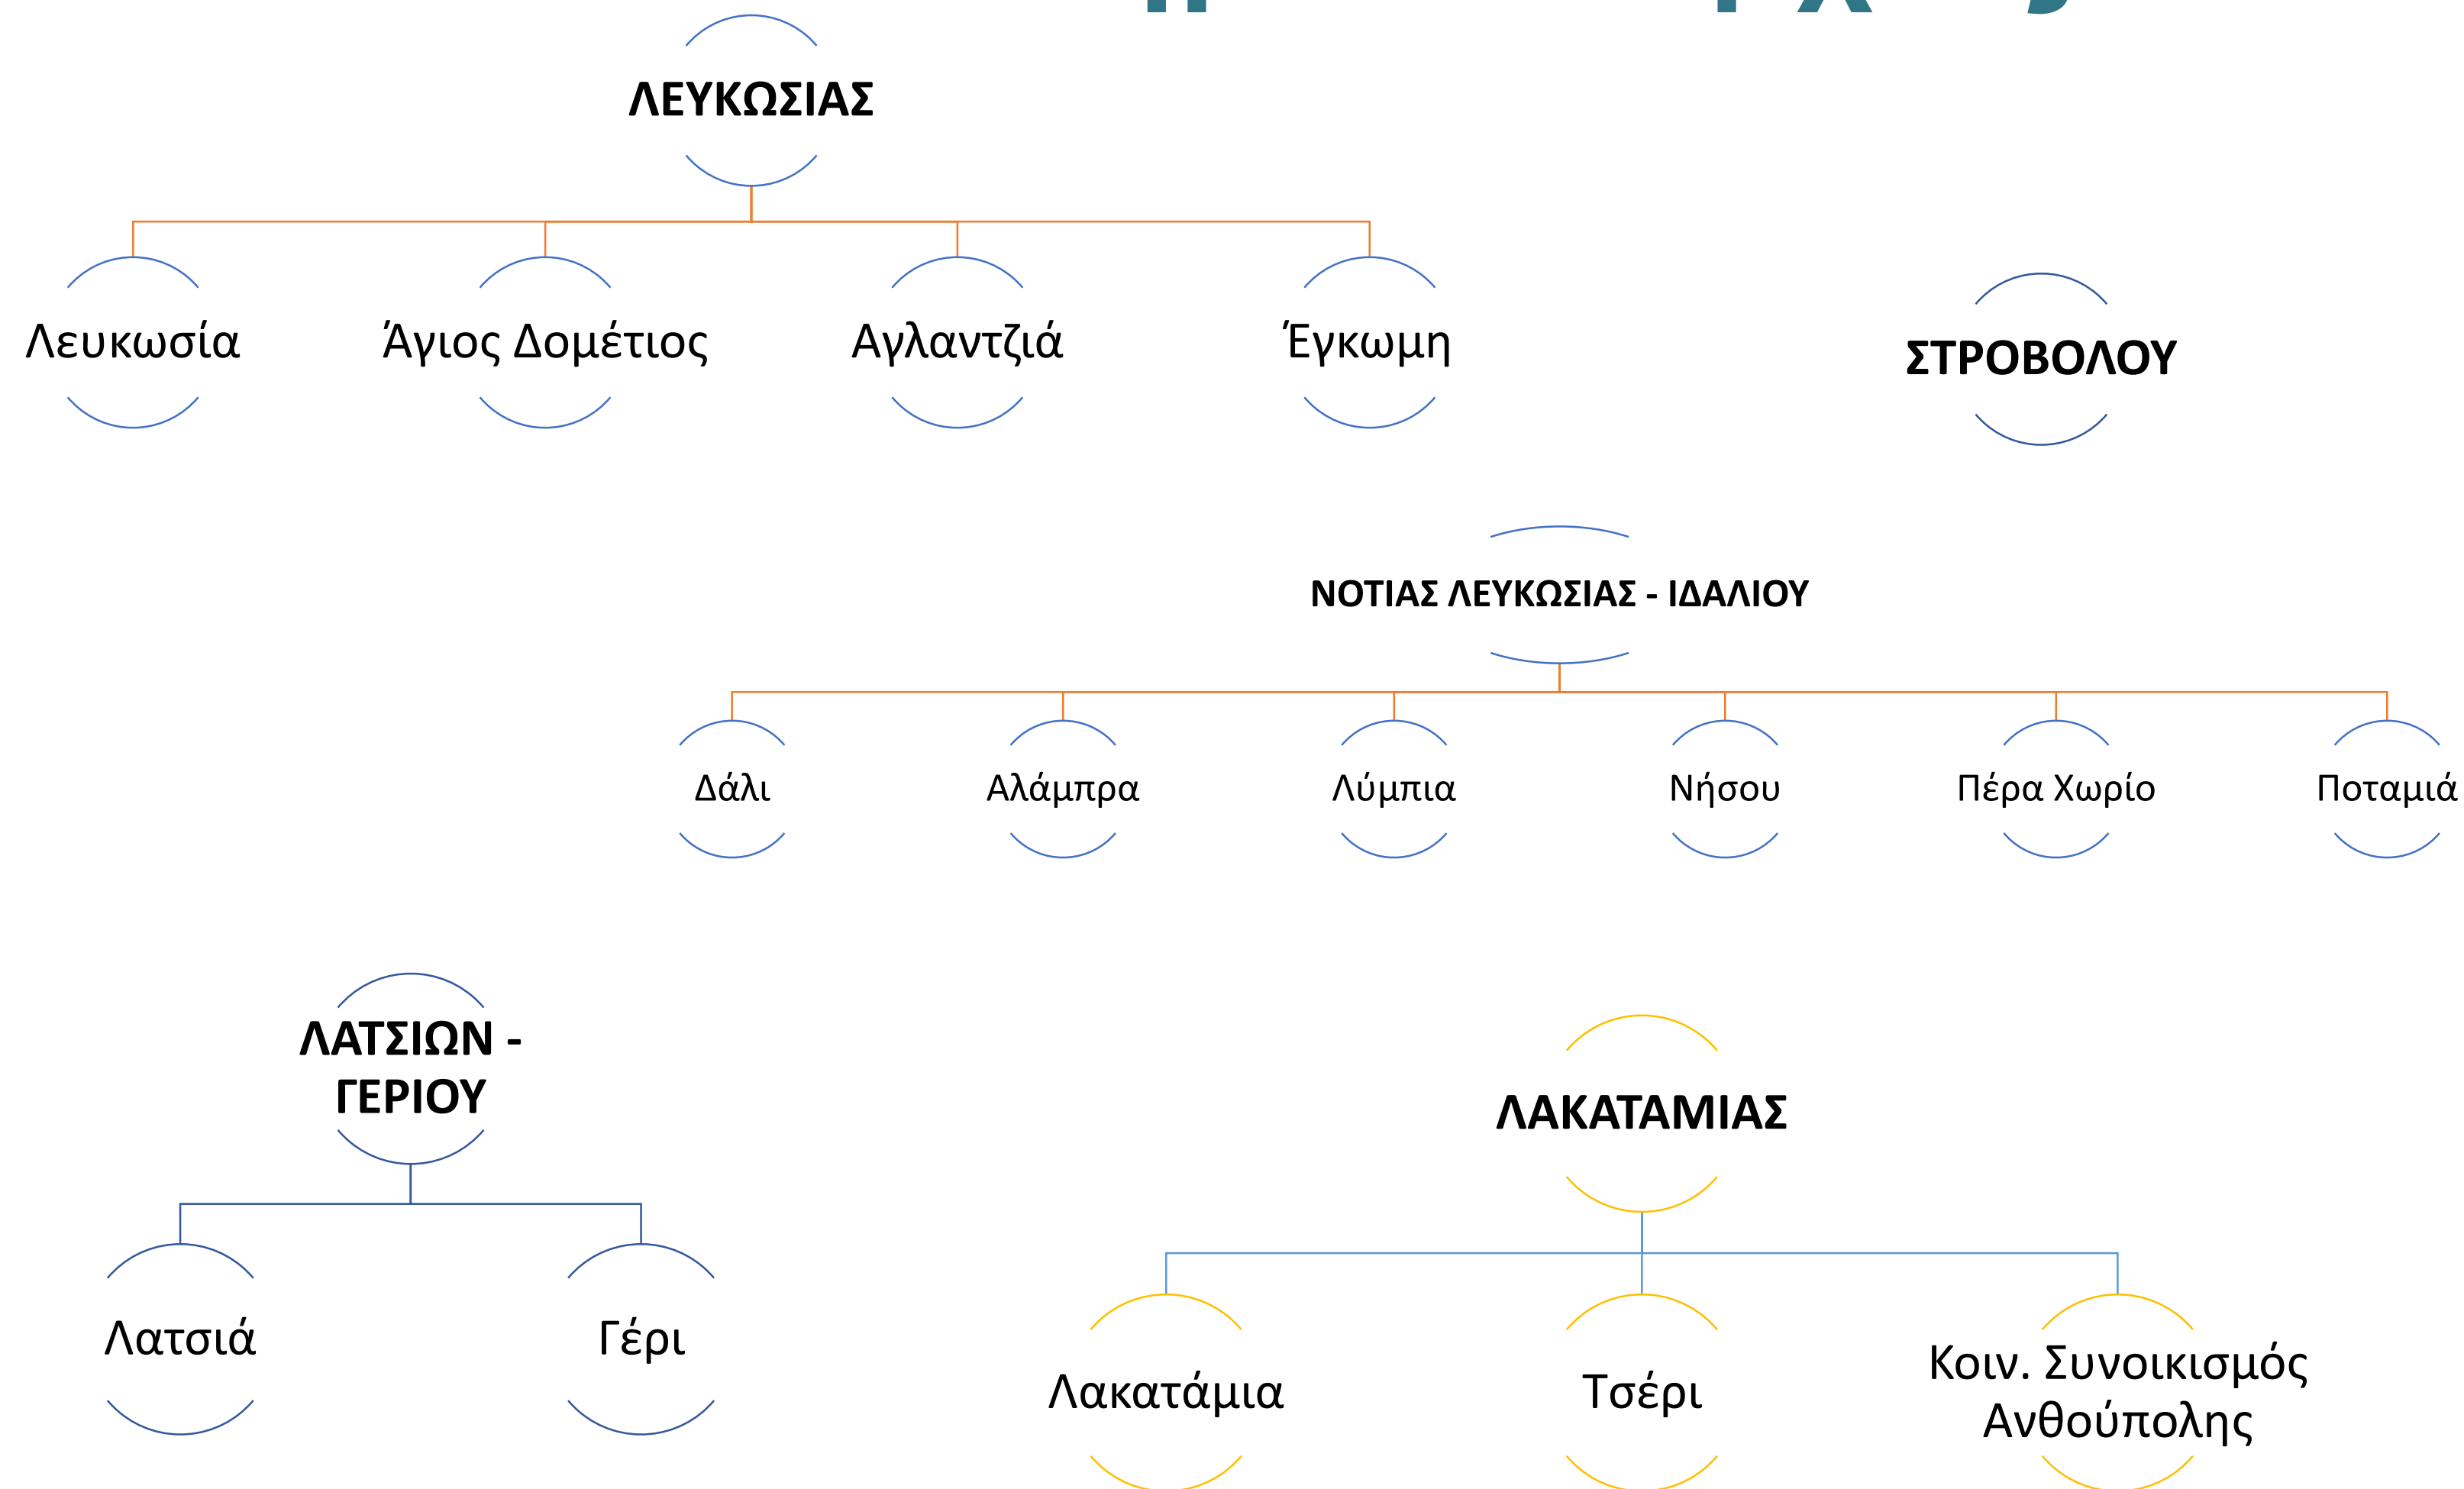 ΛΕΥΚΩΣΙΑΣ
Λευκωσία
Άγιος Δομέτιος
Αγλαντζιά
Έγκωμη
ΣΤΡΟΒΟΛΟΥ
ΝΟΤΙΑΣ ΛΕΥΚΩΣΙΑΣ - ΙΔΑΛΙΟΥ
Δάλι
Αλάμπρα
Λύμπια
Νήσου
Πέρα Χωρίο
Ποταμιά
ΛΑΤΣΙΩΝ -
ΓΕΡΙΟΥ
Λατσιά
Γέρι
ΛΑΚΑΤΑΜΙΑΣ
Λακατάμια
Τσέρι
Κοιν. Συνοικισμός
Ανθούπολης